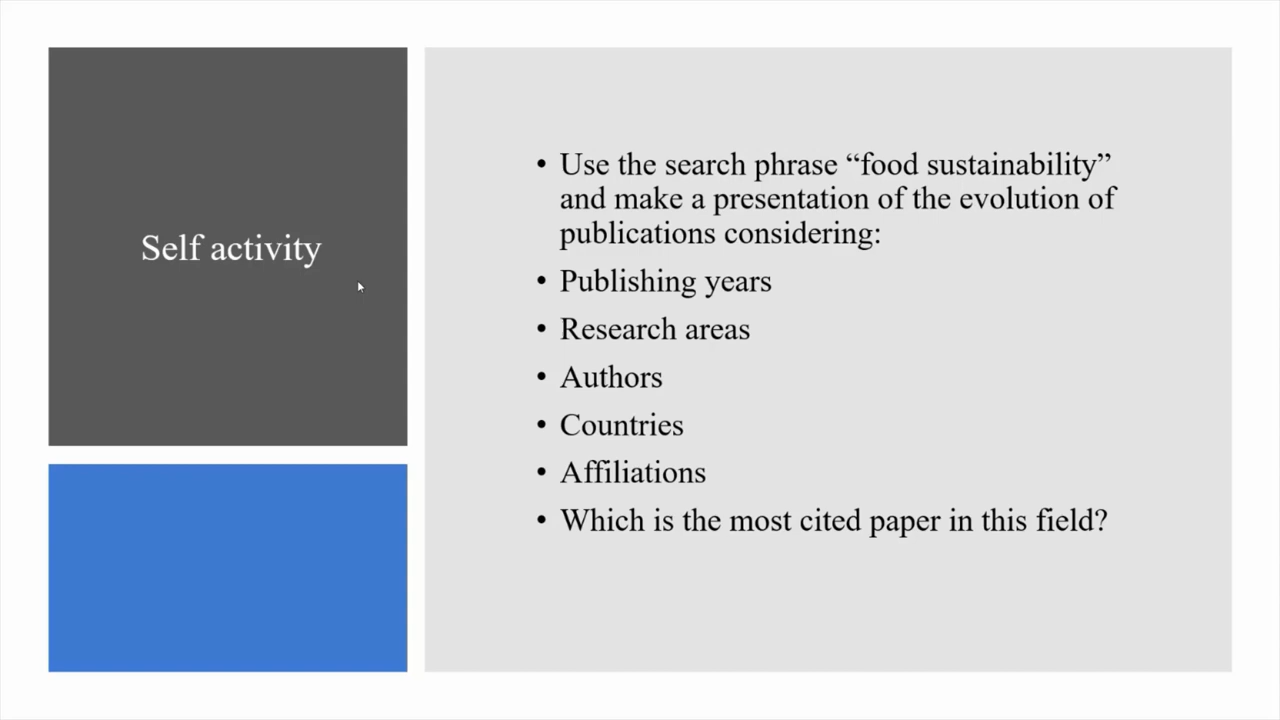 Self activity
• Use the search phrase “food sustainability”
and make a presentation of the evolution of
publications considering:
• Publishing years
• Research areas
• Authors
• Countries
• Affiliations
• Which is the most cited paper in this field?